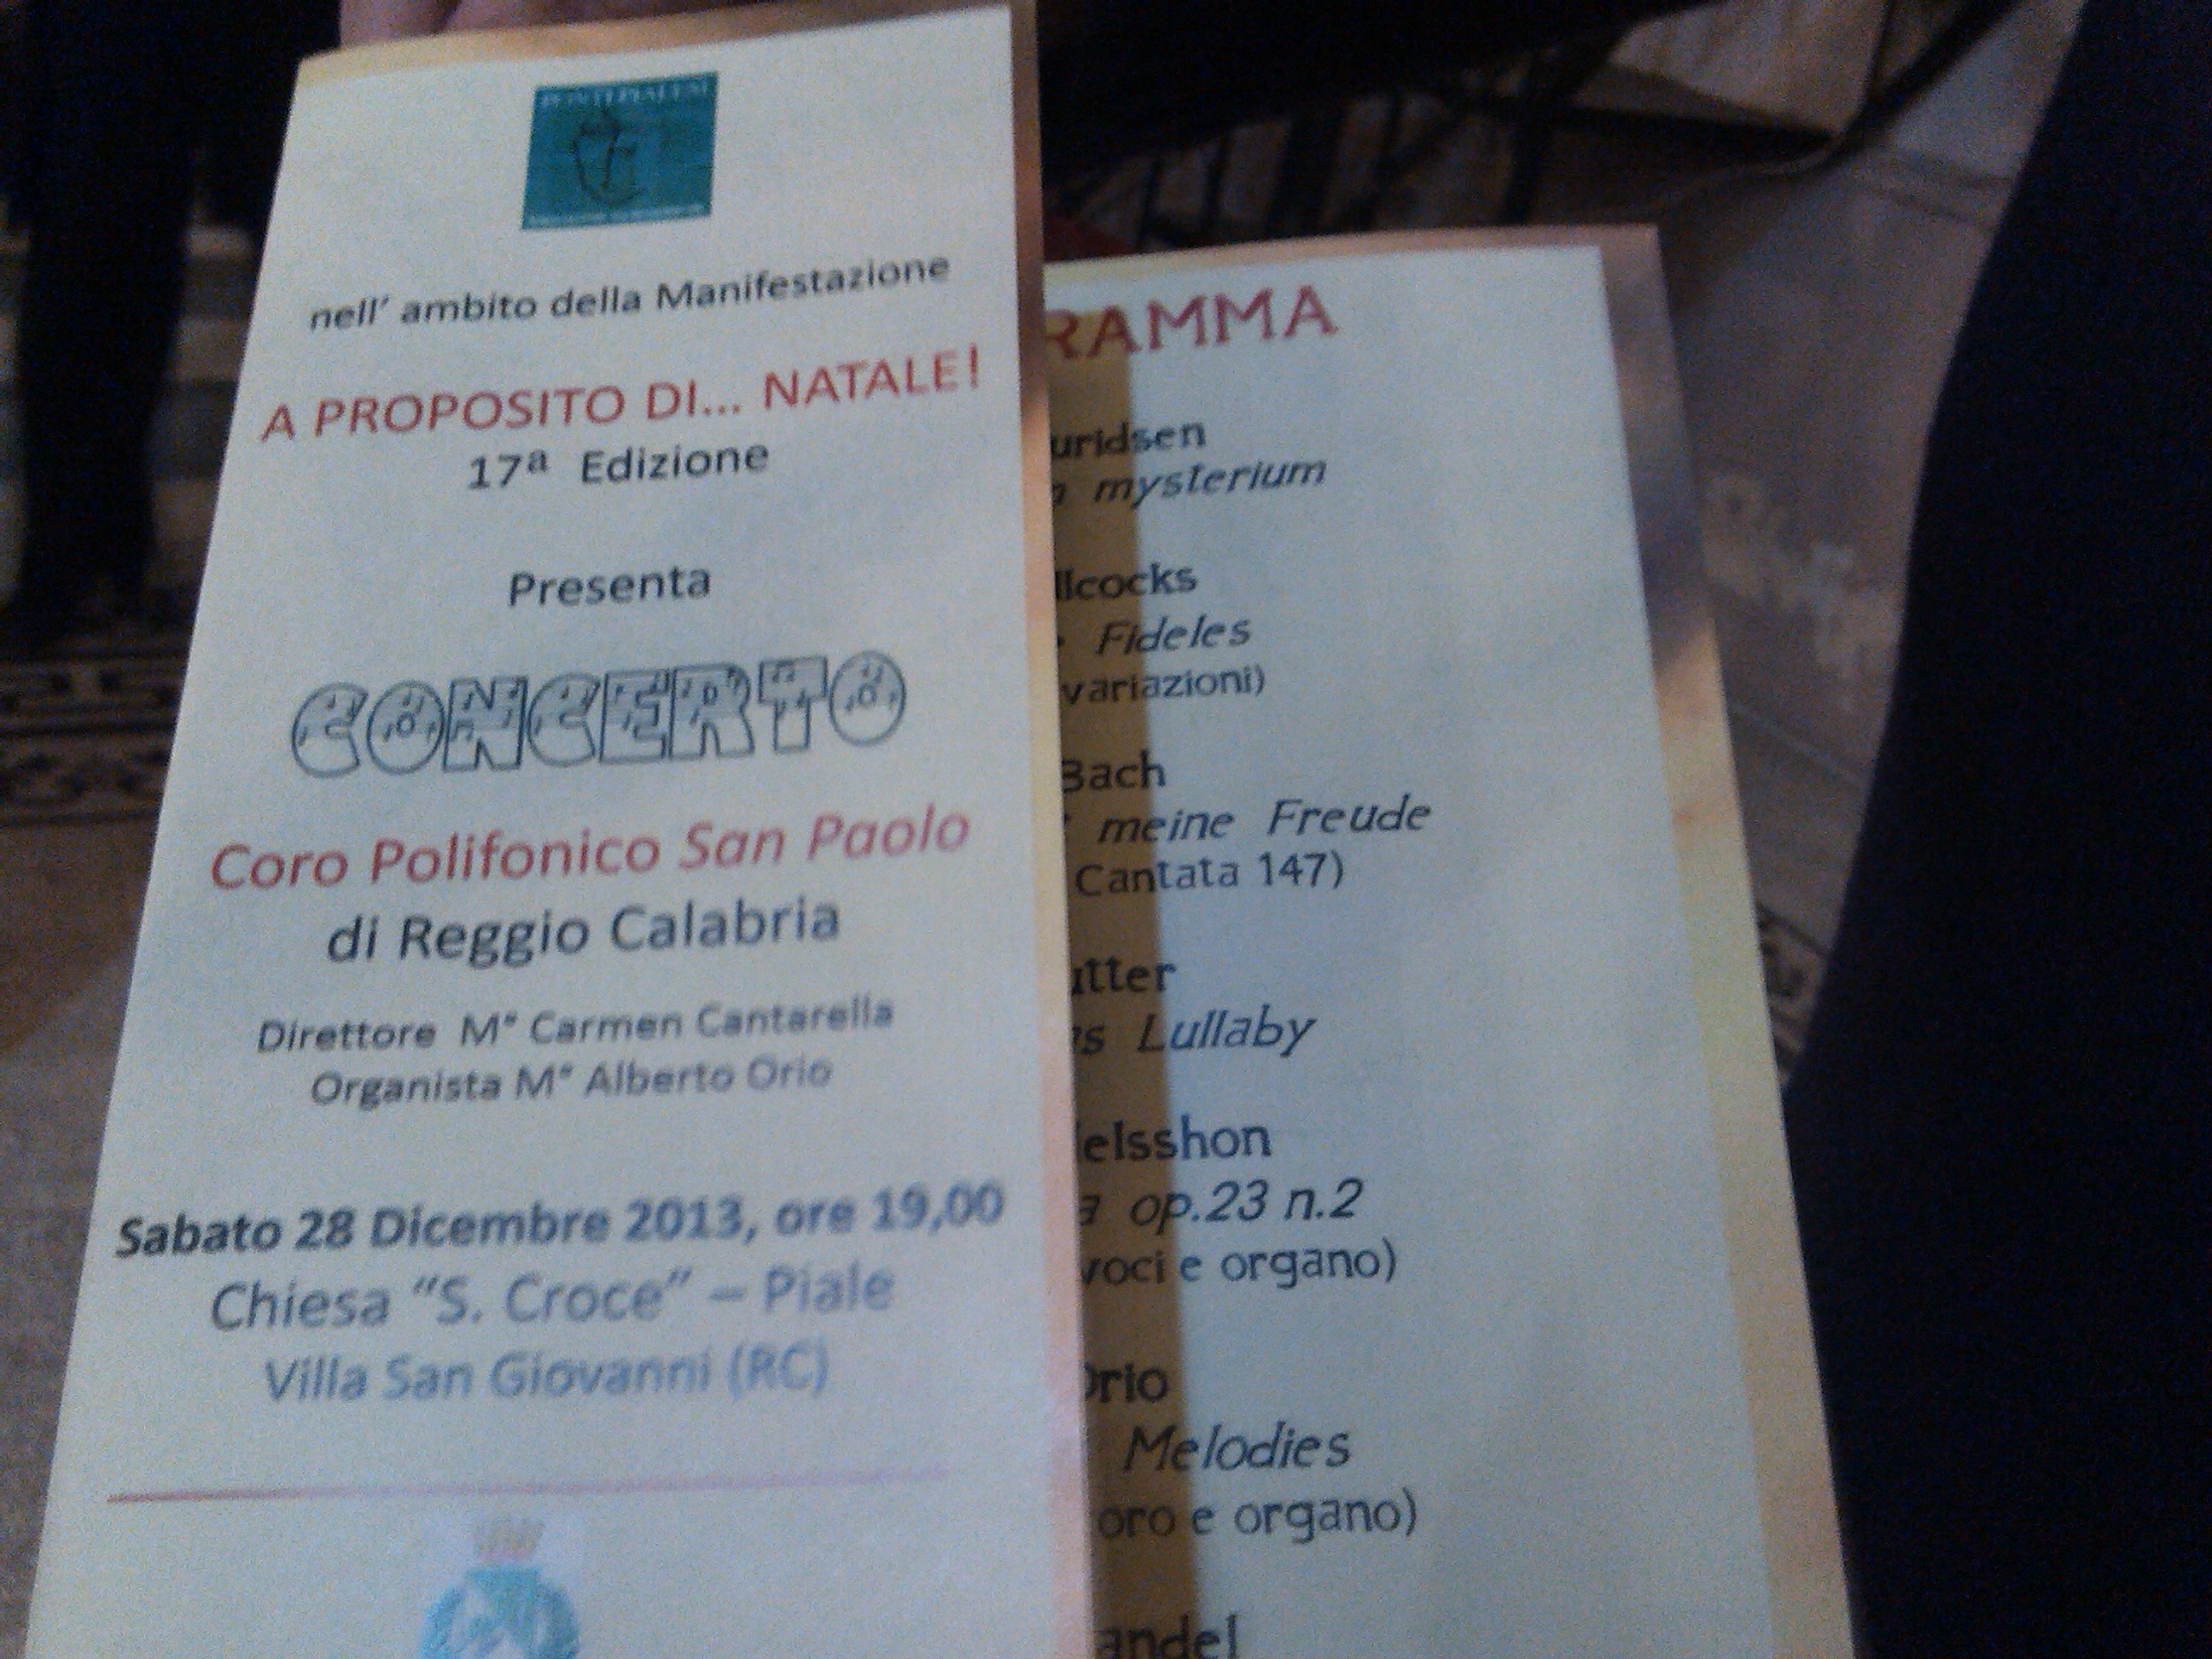 nell' ambito della Manifestazione
A PROPOSITO DI... NATALE!
17ª Edizione
Presenta
CONCERTO
Coro Polifonico San Paolo
di Reggio Calabria
Direttore M° Carmen Cantarella
Organista M° Alberto Orio
Sabato 28 Dicembre 2013, ore 19,00
Chiesa "S. Croce" – Piale
Villa San Giovanni (RC)
RAMMA
uridsen
mysterium
llcocks
Fideles
variazioni)
Bach
meine Freude
Cantata 147)
utter
s Lullaby
elsshon
a op.23 n.2
voci e organo)
Orio
Melodies
oro e organo)
andel